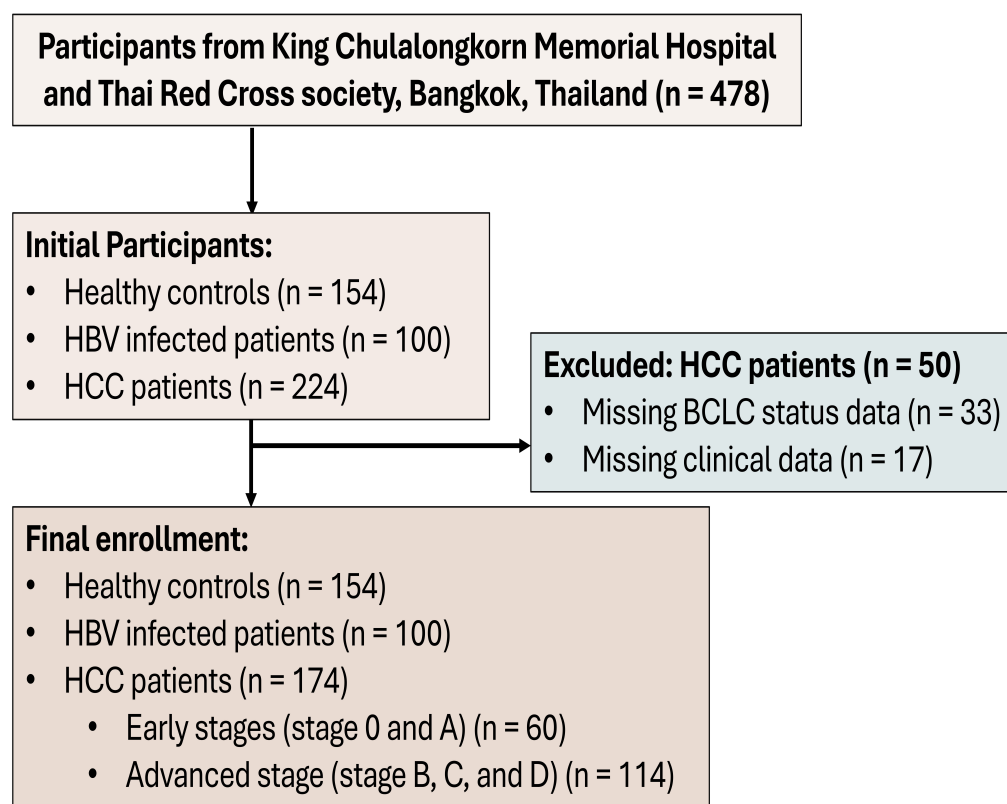 Participants from King Chulalongkorn Memorial Hospital
and Thai Red Cross society, Bangkok, Thailand (n = 478)
Initial Participants:
• Healthy controls (n = 154)
• HBV infected patients (n = 100)
• HCC patients (n = 224)
Excluded: HCC patients (n = 50)
• Missing BCLC status data (n = 33)
• Missing clinical data (n = 17)
Final enrollment:
• Healthy controls (n = 154)
• HBV infected patients (n = 100)
• HCC patients (n = 174)
• Early stages (stage 0 and A) (n = 60)
• Advanced stage (stage B, C, and D) (n = 114)